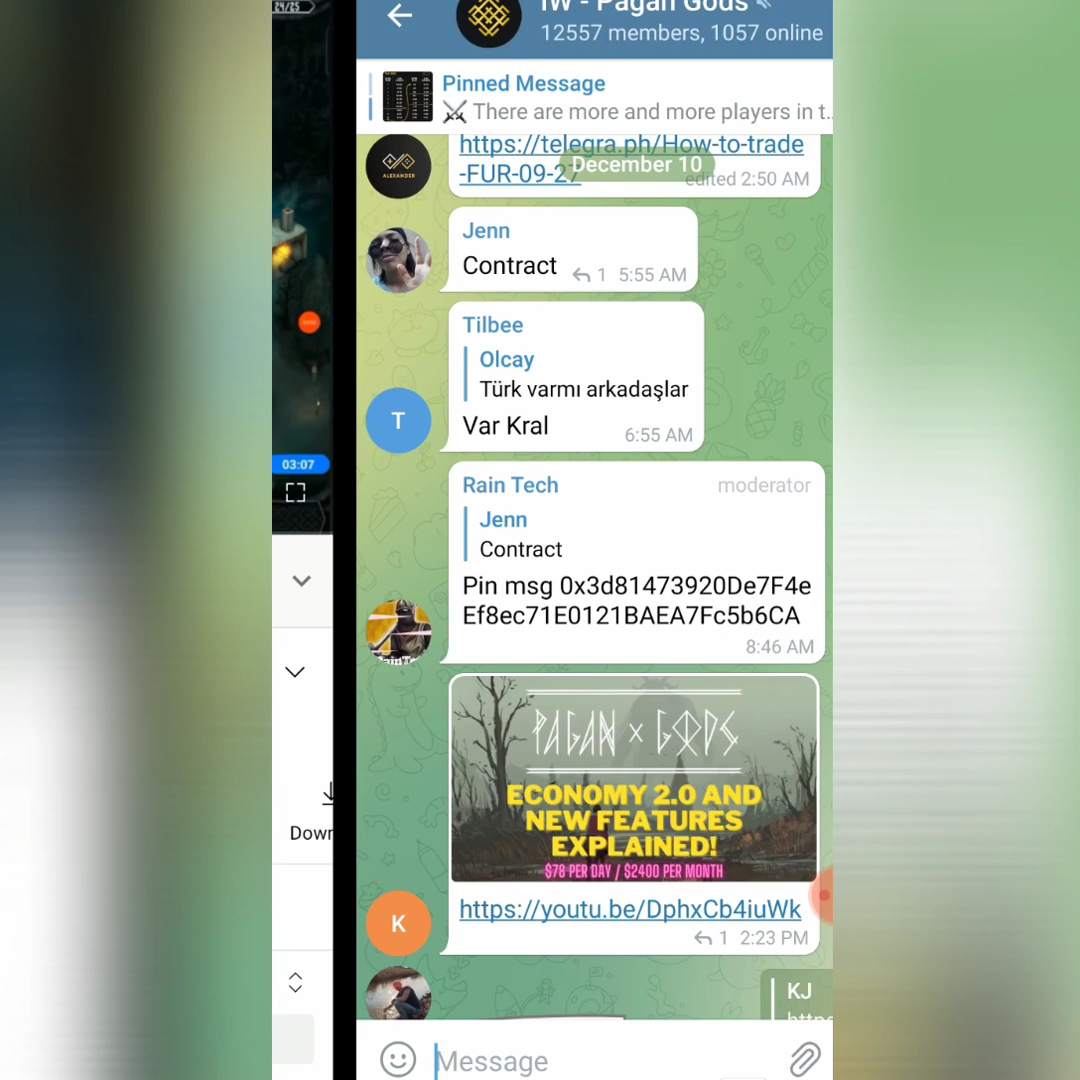 24/25
IW - Pagan Gods
12557 members, 1057 online
Pinned Message
There are more and more players in t..
https://telegra.ph/How-to-trade
-FUR-09-27
December 10
edited 2:50 AM
ALEXANDER
Jenn
Contract
1 5:55 AM
Tilbee
Olcay
Türk varmı arkadaşlar
Var Kral
6:55 AM
T
03:07
Rain Tech
moderator
Jenn
Contract
Pin msg 0x3d81473920De7F4e
Ef8ec71E0121BAEA7Fc5b6CA
8:46 AM
PAGAN × GODS
ECONOMY 2.0 AND
NEW FEATURES
EXPLAINED!
$78 PER DAY / $2400 PER MONTH
Down
https://youtu.be/DphxCb4iuWk
K
1 2:23 PM
KJ
Message